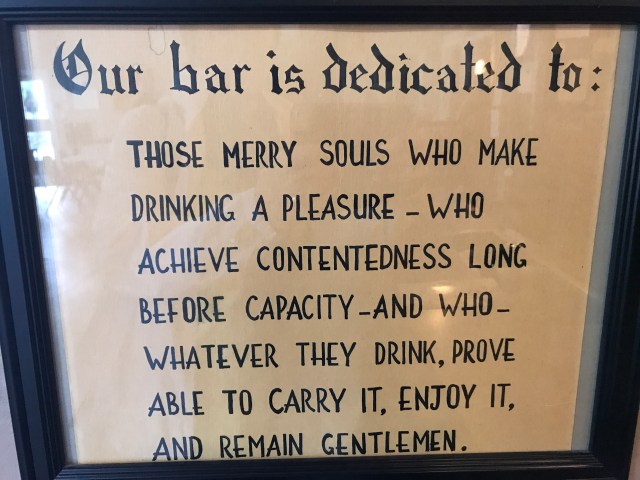 Our bar is dedicated to:
THOSE MERRY SOULS WHO MAKE
DRINKING A PLEASURE - WHO
ACHIEVE CONTENTEDNESS LONG
BEFORE CAPACITY - AND WHO -
WHATEVER THEY DRINK, PROVE
ABLE TO CARRY IT, ENJOY IT,
AND REMAIN GENTLEMEN.